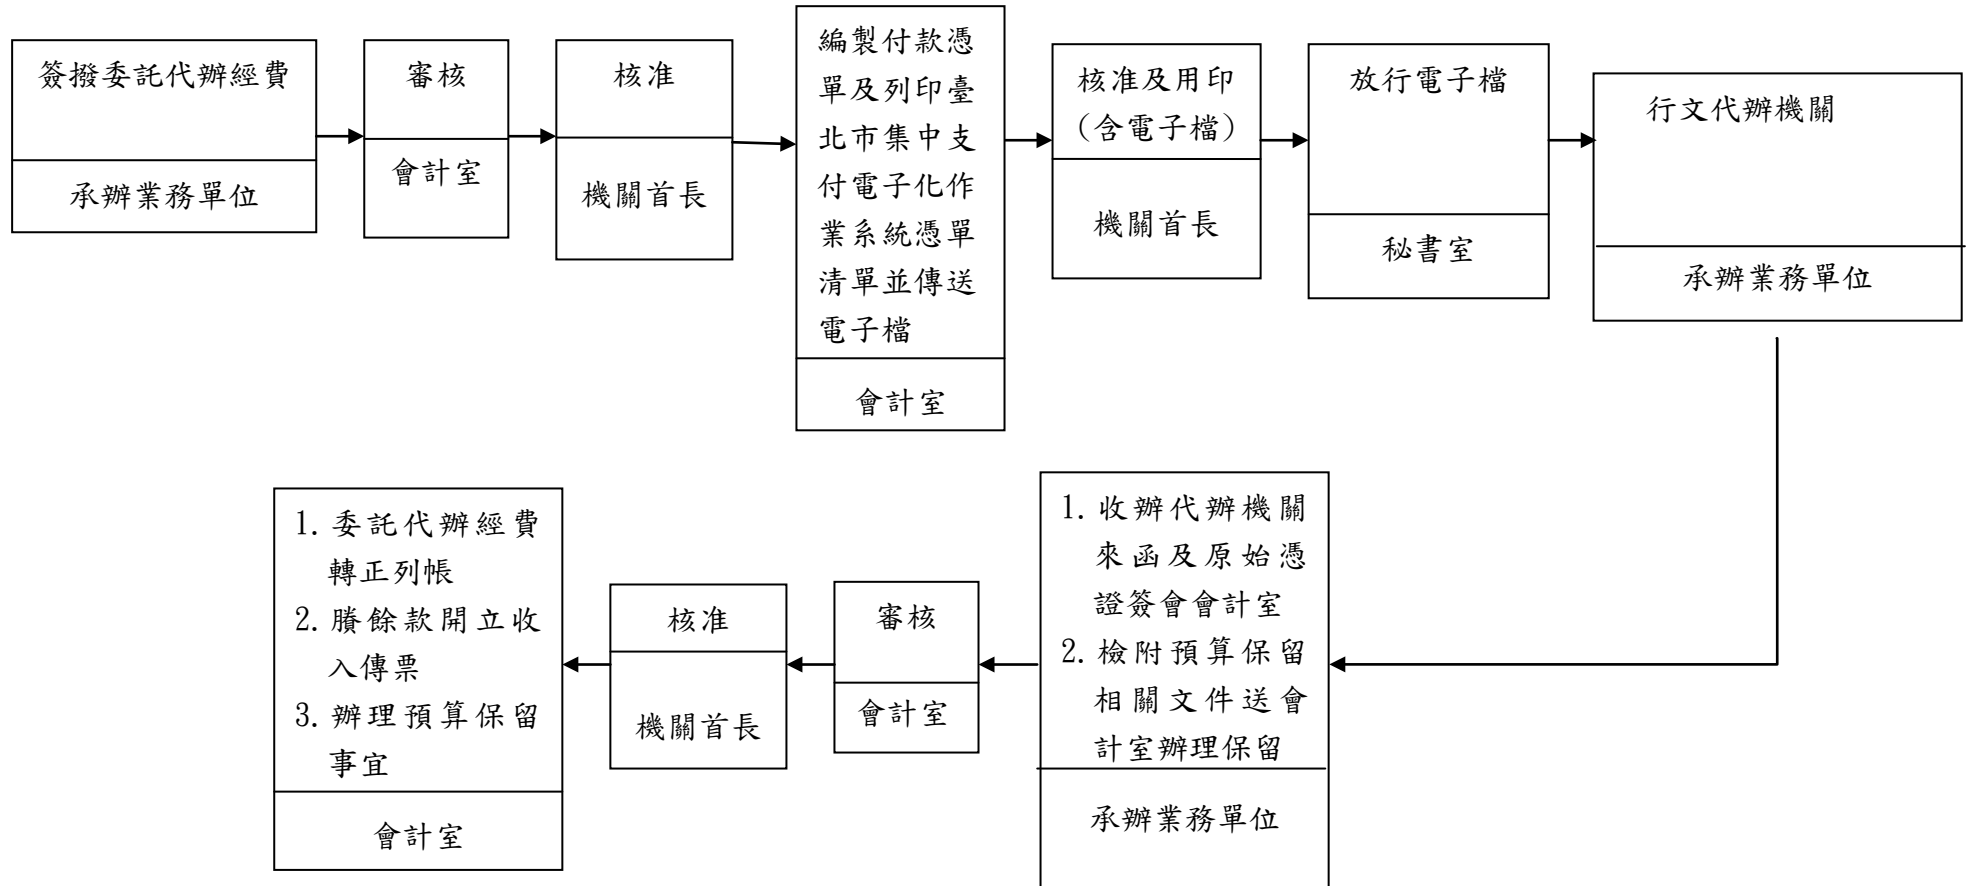 簽撥委託代辦經費
承辦業務單位
審核
會計室
核准
機關首長
編製付款憑
單及列印臺
北市集中支
付電子化作
業系統憑單
清單並傳送
電子檔
會計室
核准及用印
(含電子檔)
機關首長
放行電子檔
秘書室
行文代辦機關
承辦業務單位
1. 收辦代辦機關
來函及原始憑
證簽會會計室
2. 檢附預算保留
相關文件送會
計室辦理保留
承辦業務單位
審核
會計室
核准
機關首長
1. 委託代辦經費
轉正列帳
2. 賸餘款開立收
入傳票
3. 辦理預算保留
事宜
會計室